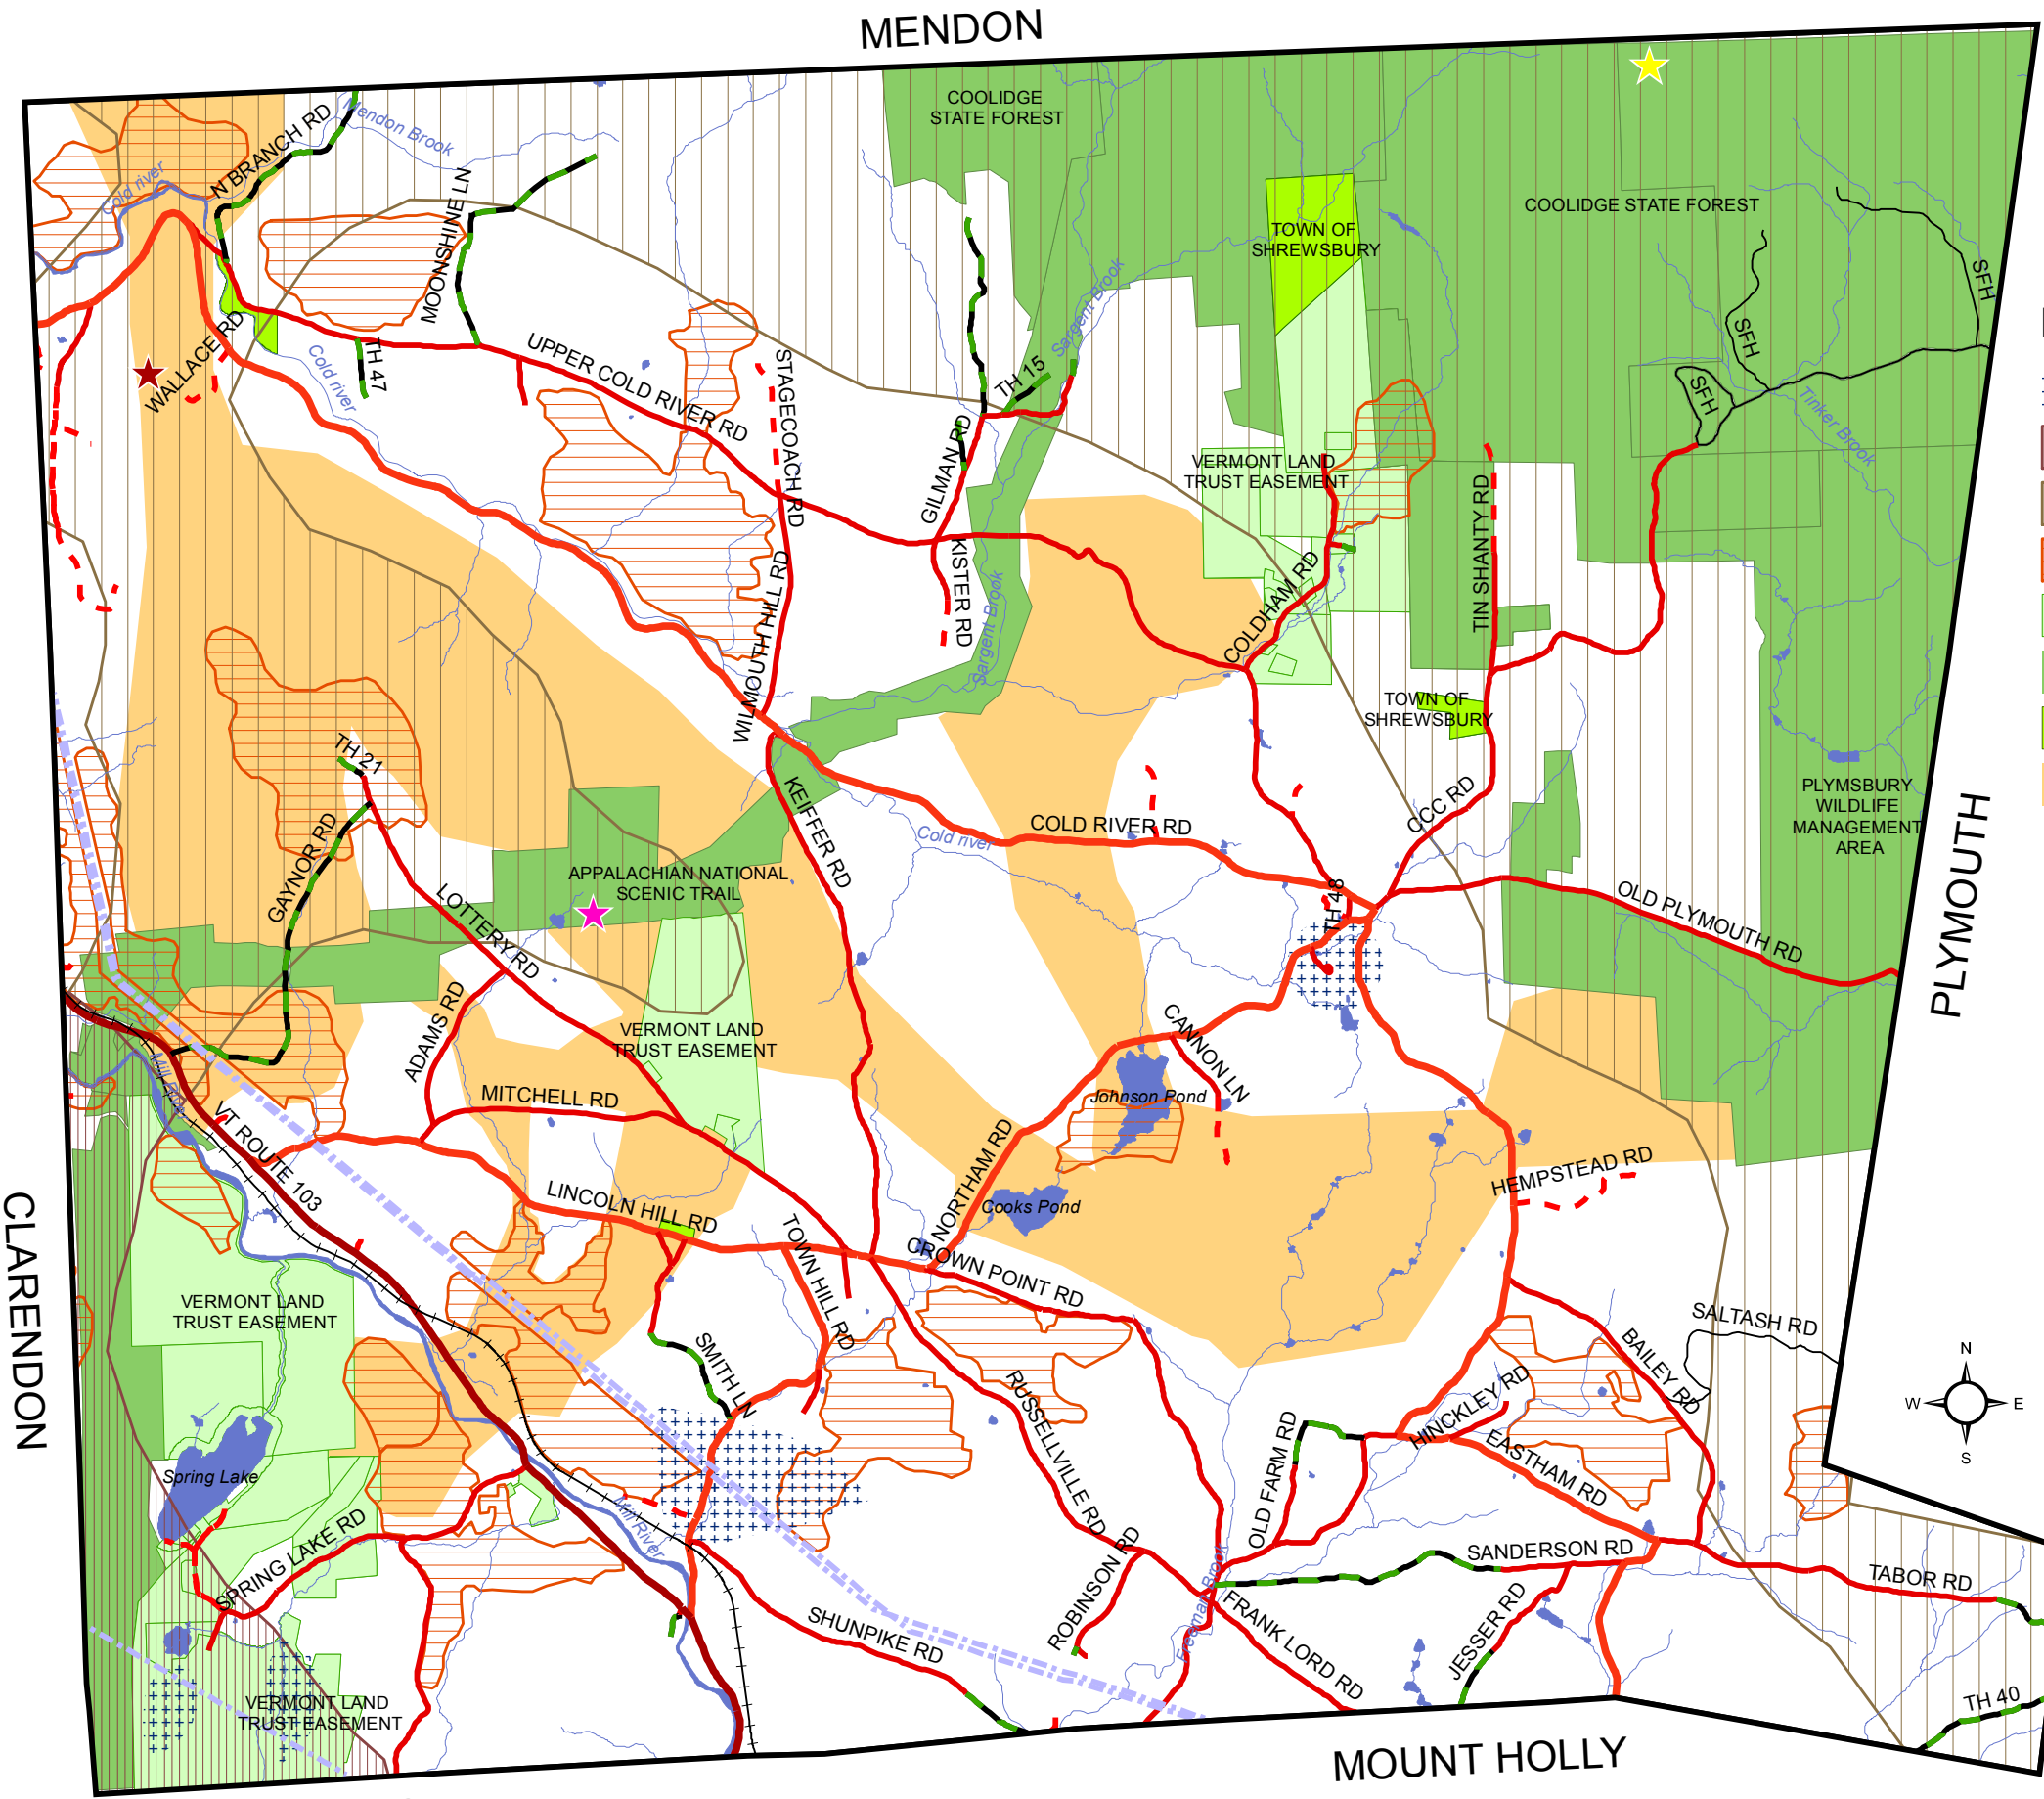 MENDON
COOLIDGE
STATE FOREST
N BRANCH RD
Mendon Brook
Cold river
MOONSHINE LN
COOLIDGE STATE FOREST
TOWN OF
SHREWSBURY
SFH
SFH
SFH
Sargent Brook
WALLACE RD
TH 47
Cold river
UPPER COLD RIVER RD
STAGECOACH RD
TH 15
GILMAN RD
Tinker Brook
VERMONT LAND
TRUST EASEMENT
TIN SHANTY RD
KISTER RD
Sargent Brook
COLDHAM RD
WILMOUTH HILL RD
TOWN OF
SHREWSBURY
TH 21
KEIFFER RD
COLD RIVER RD
Cold river
CCC RD
PLYMSBURY
WILDLIFE
MANAGEMENT
AREA
PLYMOUTH
GAYNOR RD
APPALACHIAN NATIONAL
SCENIC TRAIL
LOTTERY RD
TH 48
OLD PLYMOUTH RD
ADAMS RD
VERMONT LAND
TRUST EASEMENT
CANNON LN
Mill River
MITCHELL RD
Johnson Pond
VT ROUTE 103
NORTHAM RD
HEMPSTEAD RD
CLARENDON
LINCOLN HILL RD
Cooks Pond
TOWN HILL RD
CROWN POINT RD
VERMONT LAND
TRUST EASEMENT
SALTASH RD
BAILEY RD
SMITH LN
RUSSELLVILLE RD
HINCKLEY RD
N
W
E
S
OLD FARM RD
EASTHAM RD
Spring Lake
Mill River
SPRING LAKE RD
ROBINSON RD
SANDERSON RD
TABOR RD
Freeman Brook
FRANK LORD RD
JESSER RD
SHUNPIKE RD
VERMONT LAND
TRUST EASEMENT
TH 40
MOUNT HOLLY